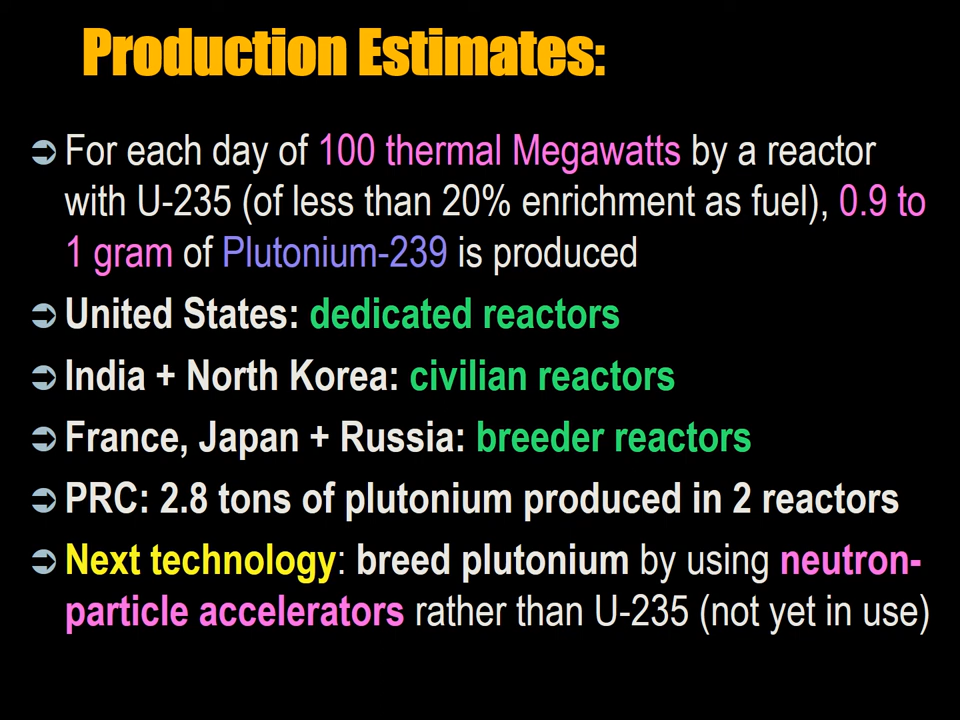 Production Estimates:
For each day of 100 thermal Megawatts by a reactor
with U-235 (of less than 20% enrichment as fuel), 0.9 to
1 gram of Plutonium-239 is produced
United States: dedicated reactors
India + North Korea: civilian reactors
France, Japan + Russia: breeder reactors
PRC: 2.8 tons of plutonium produced in 2 reactors
Next technology: breed plutonium by using neutron-
particle accelerators rather than U-235 (not yet in use)